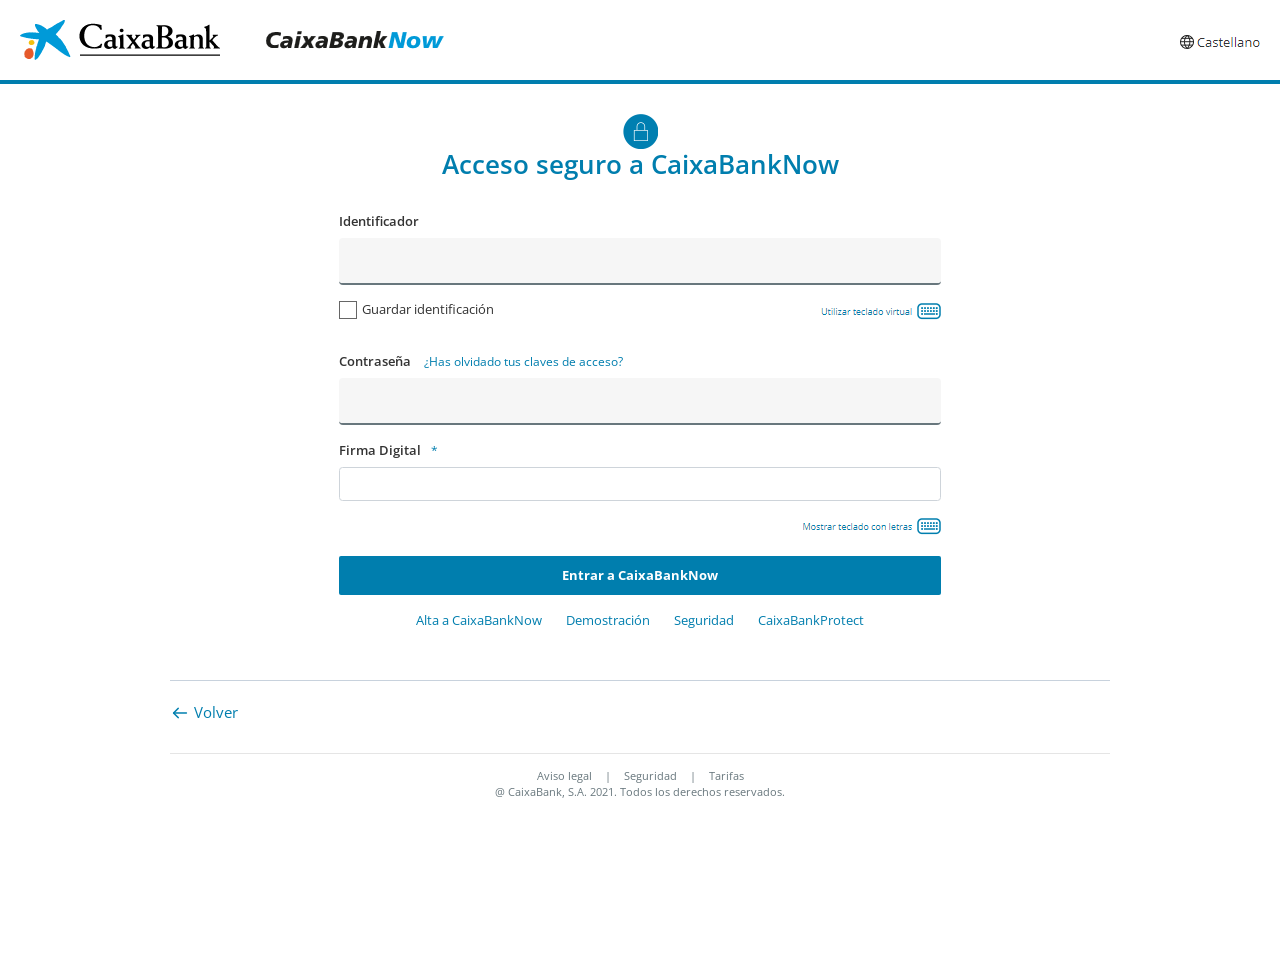 CaixaBank CaixaBankNow Castellano
Acceso seguro a CaixaBankNow
Identificador
Guardar identificación Utilizar teclado virtual
Contraseña ¿Has olvidado tus claves de acceso?
Firma Digital *
Mostrar teclado con letras
Entrar a CaixaBankNow
Alta a CaixaBankNow Demostración Seguridad CaixaBankProtect
Volver
Aviso legal | Seguridad | Tarifas
@ CaixaBank, S.A. 2021. Todos los derechos reservados.